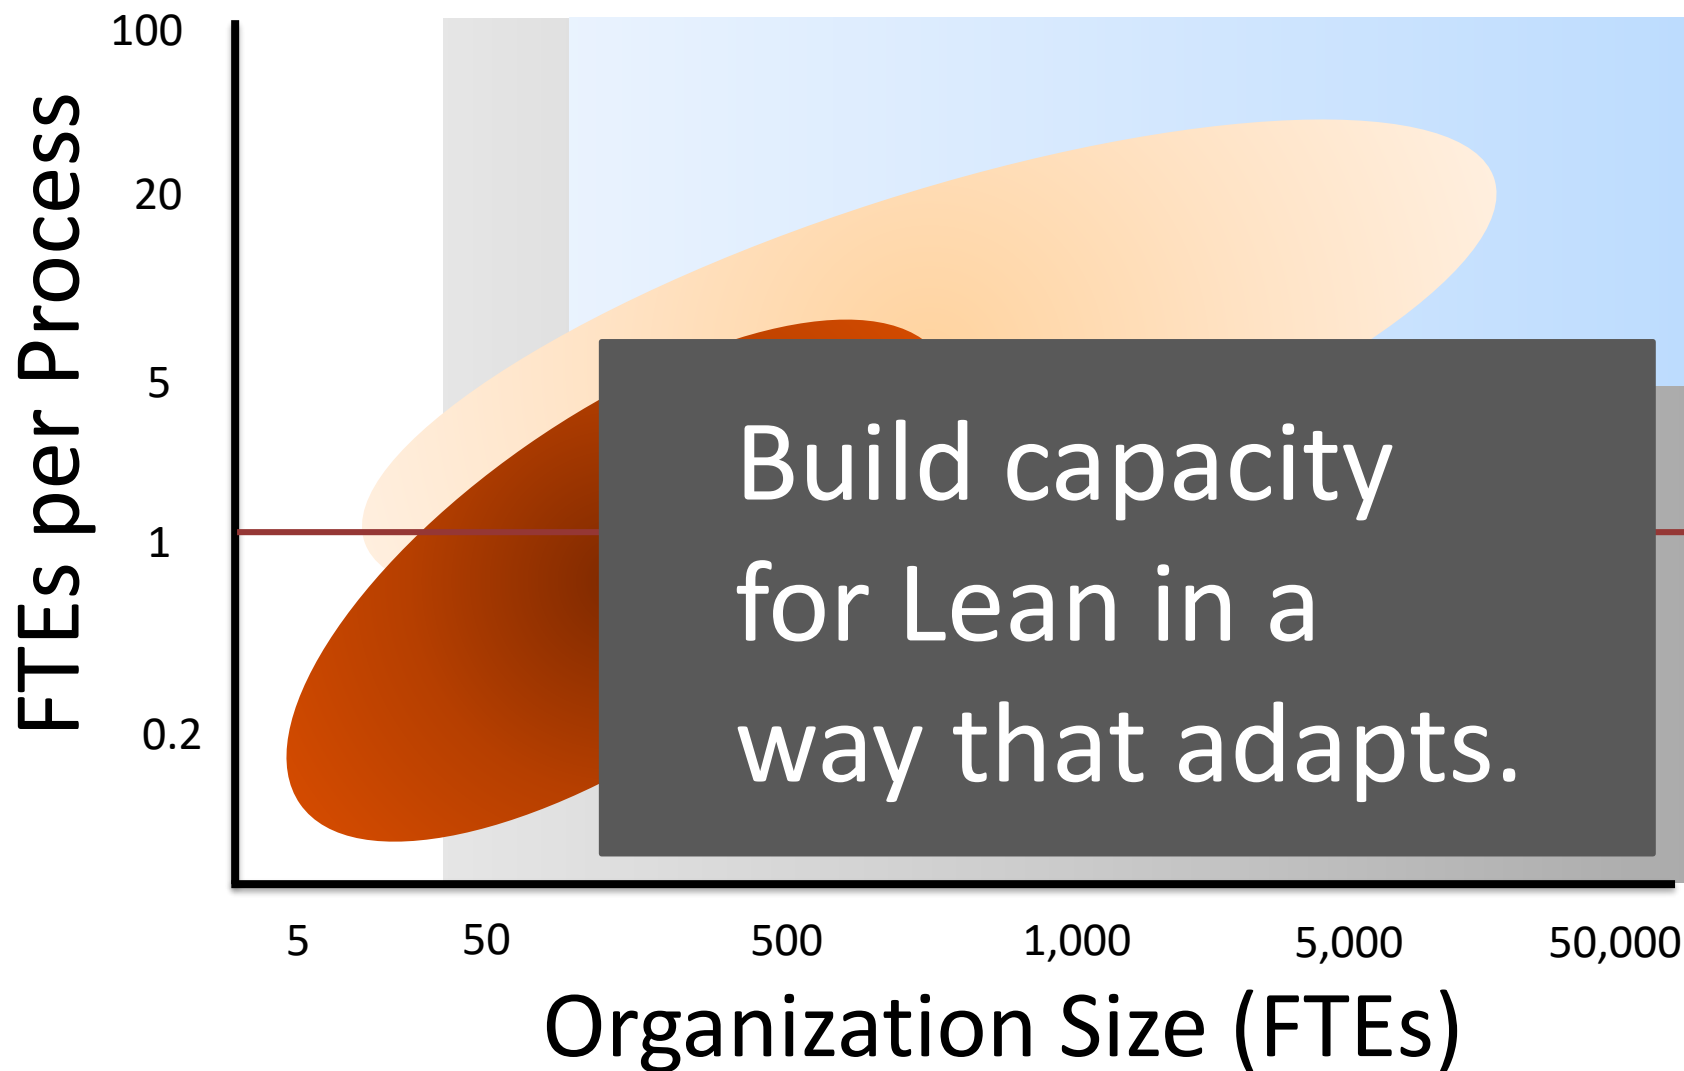 FTEs per Process
100
20
5
1
0.2
Build capacity
for Lean in a
way that adapts.
5
50
500
1,000
5,000
50,000
Organization Size (FTEs)